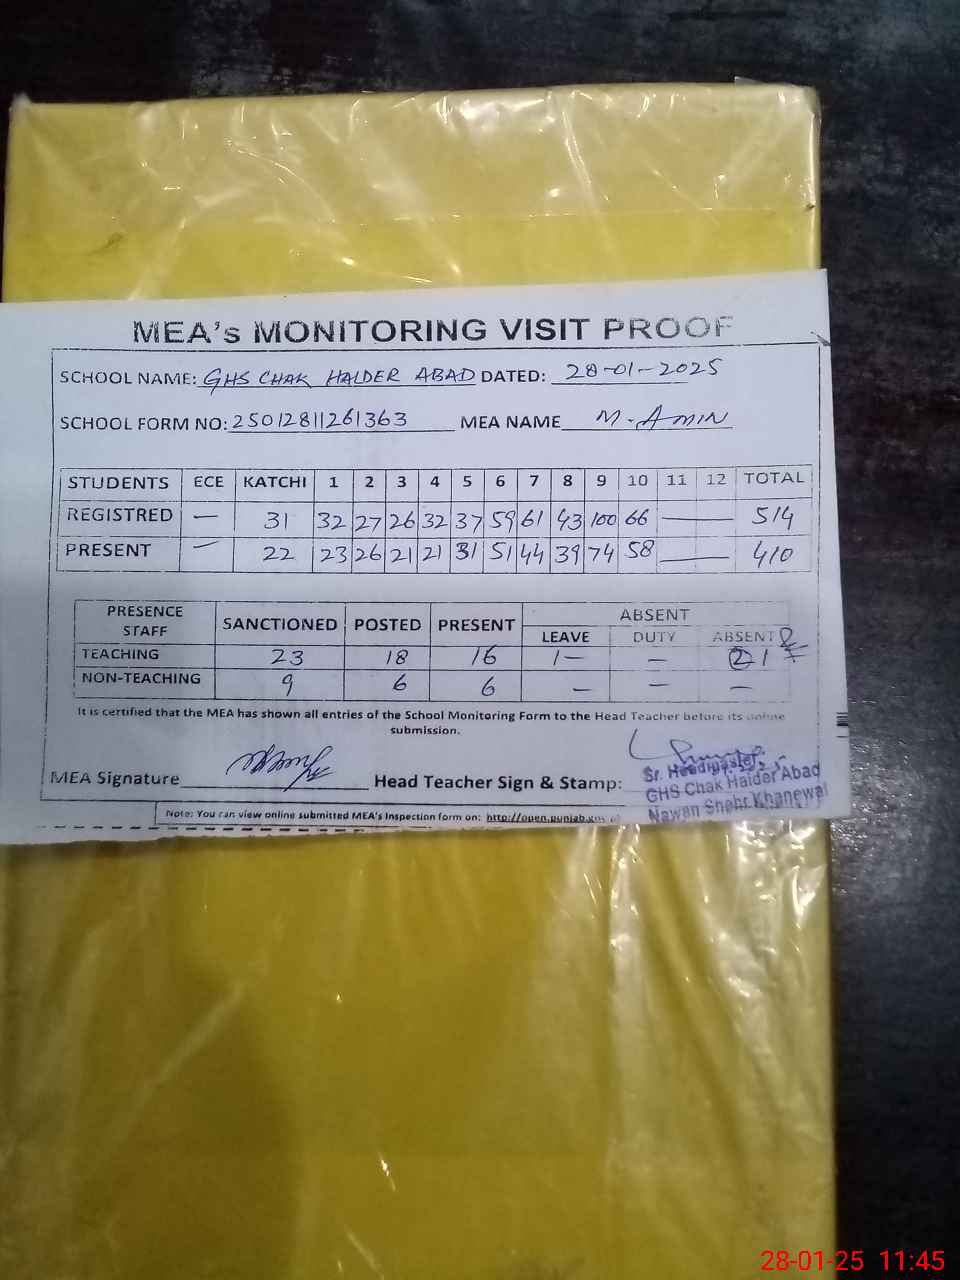 MEA's MONITORING VISIT PROOF
SCHOOL NAME: GHS CHAK HAIDER ABAD DATED: 28-01-2025
SCHOOL FORM NO: 25012811261363 MEA NAME M. AMIN
STUDENTS ECE KATCHI 1 2 3 4 5 6 7 8 9 10 11 12 TOTAL
REGISTRED — 31 32 27 26 32 37 59 61 43 100 66 — 514
PRESENT — 22 23 26 21 21 31 51 44 39 74 58 — 410
PRESENCE STAFF SANCTIONED POSTED PRESENT ABSENT
LEAVE DUTY ABSENT
TEACHING 23 18 16 1— — 2 1
NON-TEACHING 9 6 6 — — —
It is certified that the MEA has shown all entries of the School Monitoring Form to the Head Teacher before its online
submission.
MEA Signature Head Teacher Sign & Stamp:
Sr. Headmaster
GHS Chak Haider Abad
Nawan Shehr Khanewal
Note: You can view online submitted MEA's Inspection form on: http://open.punjab.gov.pk
28-01-25 11:45